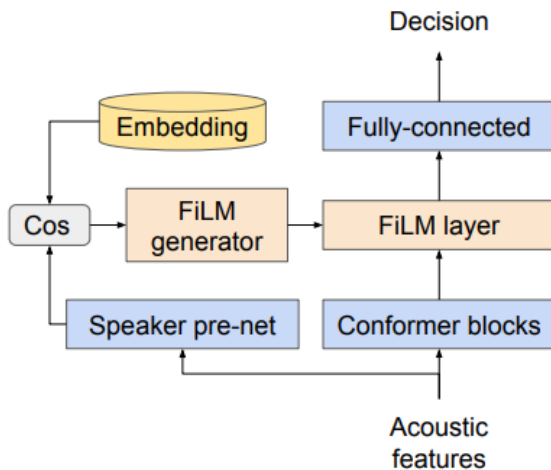 Decision
Embedding
Fully-connected
Cos
FiLM
generator
FiLM layer
Speaker pre-net
Conformer blocks
Acoustic
features